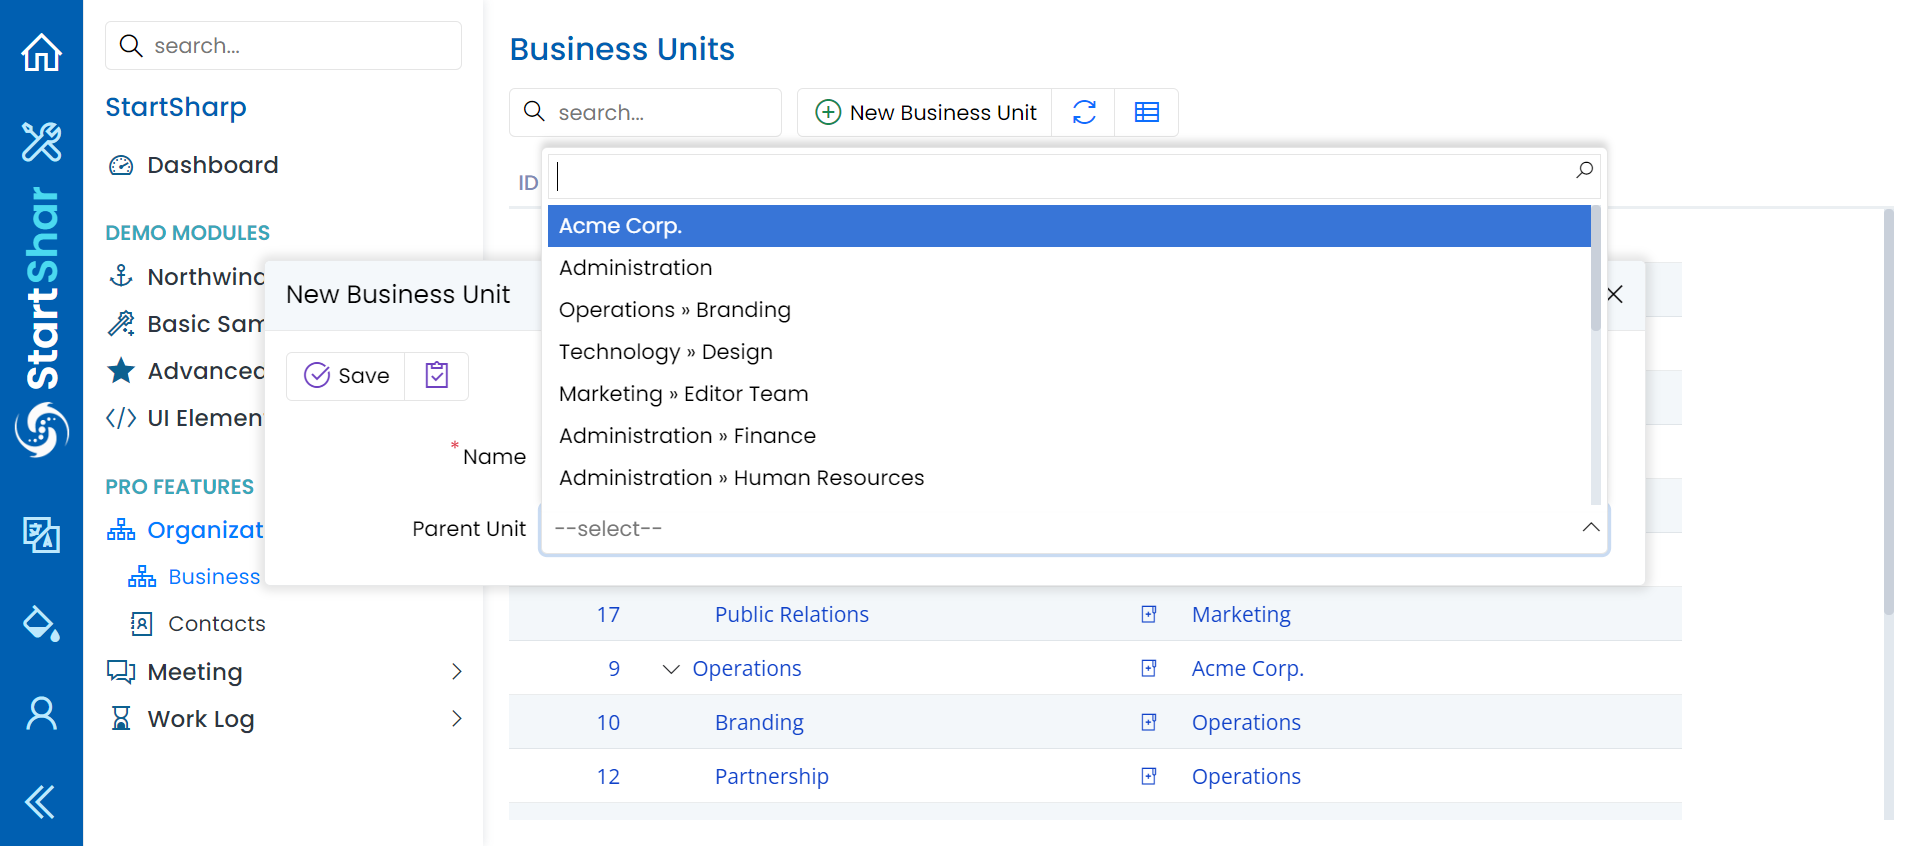 StartShar
search...
StartSharp
Dashboard
DEMO MODULES
Northwind
Basic Sam
Advanced
UI Elemen
PRO FEATURES
Organizat
Business
Contacts
Meeting
Work Log
Business Units
search...
New Business Unit
ID
Acme Corp.
Administration
Operations » Branding
Technology » Design
Marketing » Editor Team
Administration » Finance
Administration » Human Resources
New Business Unit
Save
* Name
Parent Unit --select--
17 Public Relations Marketing
9 Operations Acme Corp.
10 Branding Operations
12 Partnership Operations